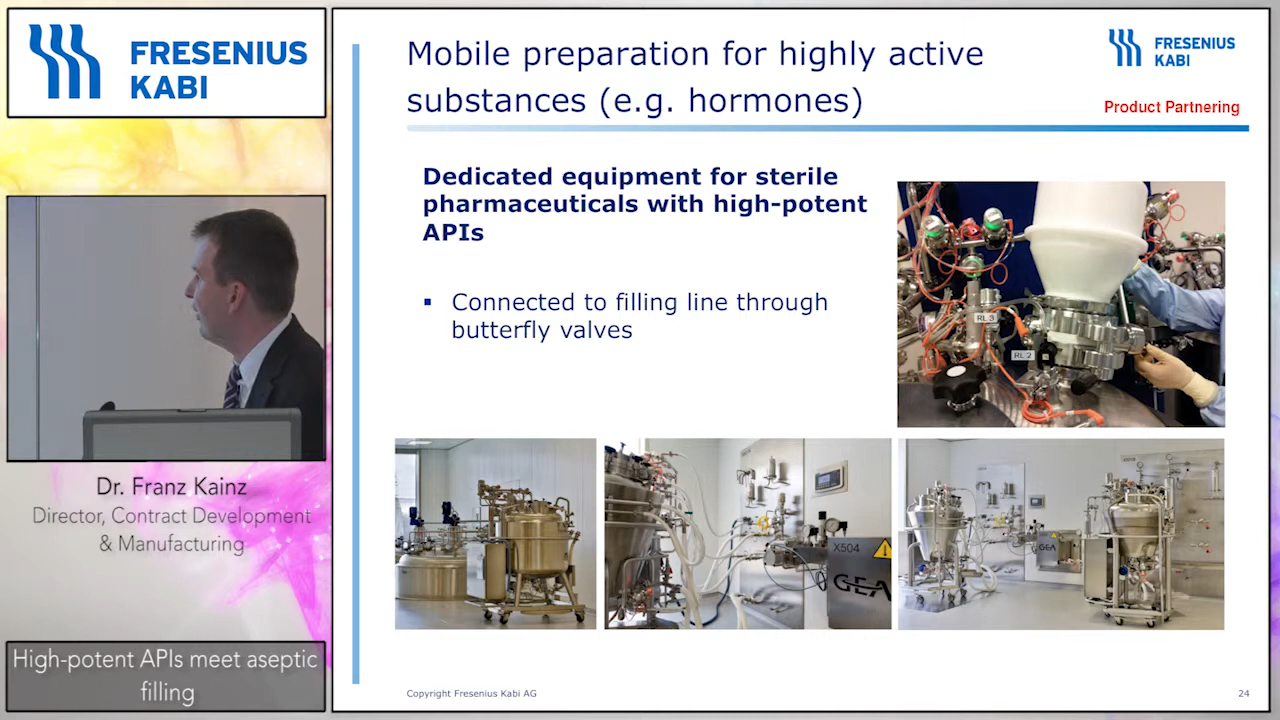 FRESENIUS
KABI
Dr. Franz Kainz
Director, Contract Development
& Manufacturing
High-potent APIs meet aseptic
filling
Mobile preparation for highly active
substances (e.g. hormones)
FRESENIUS
KABI
Product Partnering
Dedicated equipment for sterile
pharmaceuticals with high-potent
APIs
▪ Connected to filling line through
butterfly valves
RL 3
RL 2
X504
GEA
GEA
Copyright Fresenius Kabi AG
24